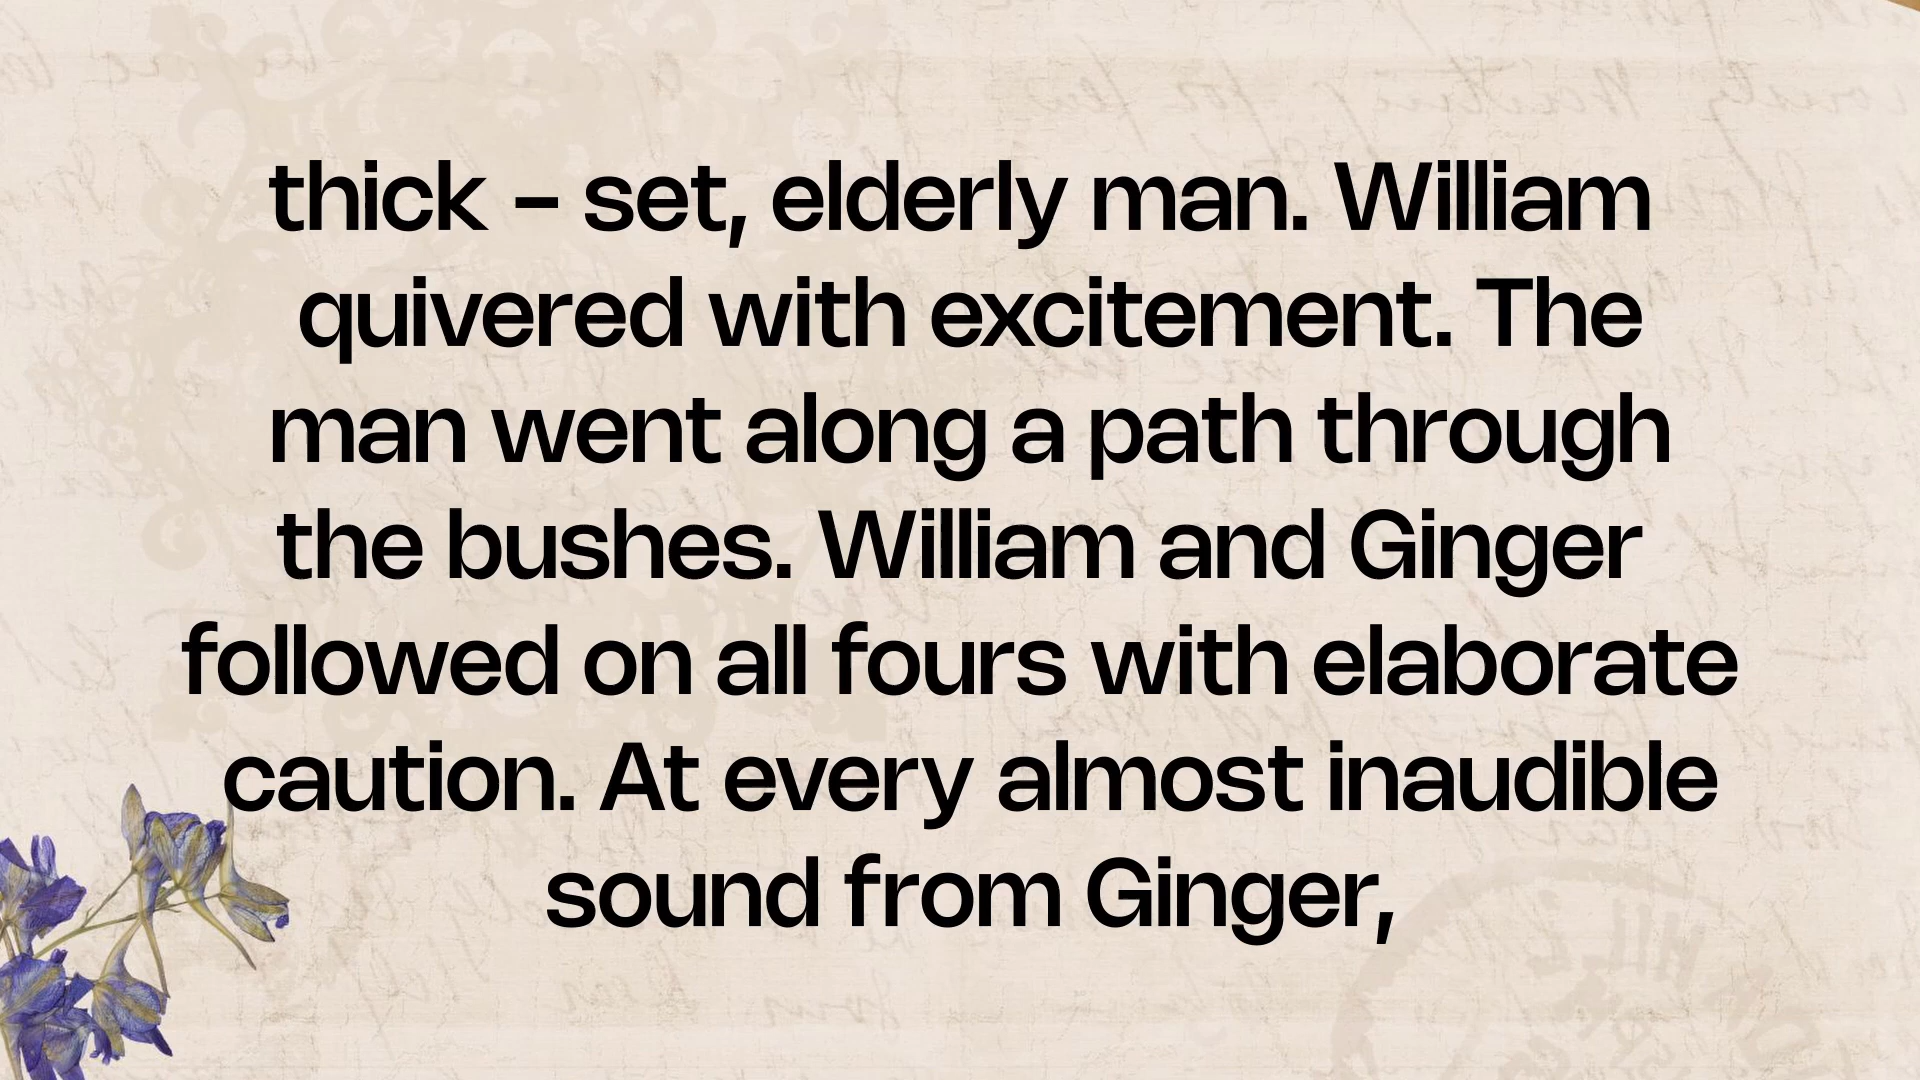 thick – set, elderly man. William
quivered with excitement. The
man went along a path through
the bushes. William and Ginger
followed on all fours with elaborate
caution. At every almost inaudible
sound from Ginger,